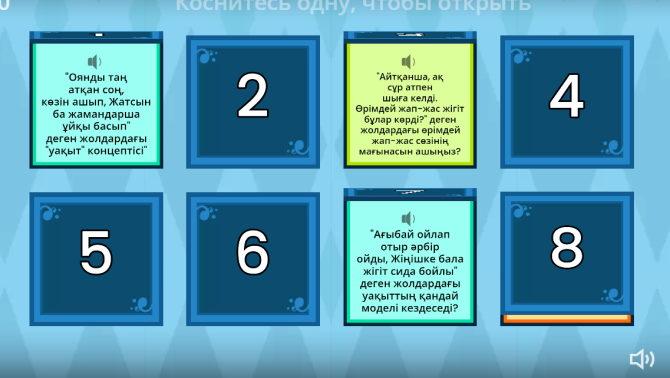 Коснитесь одну, чтобы открыть
"Оянды таң
атқан соң,
көзін ашып, Жатсын
ба жамандарша
ұйқы басып"
деген жолдардағы
"уақыт" концептісі"
2
"Айтқанша, ақ
сұр атпен
шыға келді.
Өрімдей жап-жас жігіт
бұлар көрді?" деген
жолдардағы өрімдей
жап-жас сөзінің
мағынасын ашыңыз?
4
5
6
"Ағыбай ойлап
отыр әрбір
ойды, Жіңішке бала
жігіт сида бойлы"
деген жолдардағы
уақыттың қандай
моделі кездеседі?
8